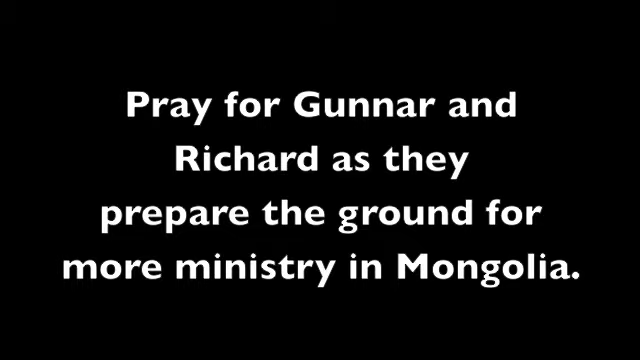 Pray for Gunnar and
Richard as they
prepare the ground for
more ministry in Mongolia.